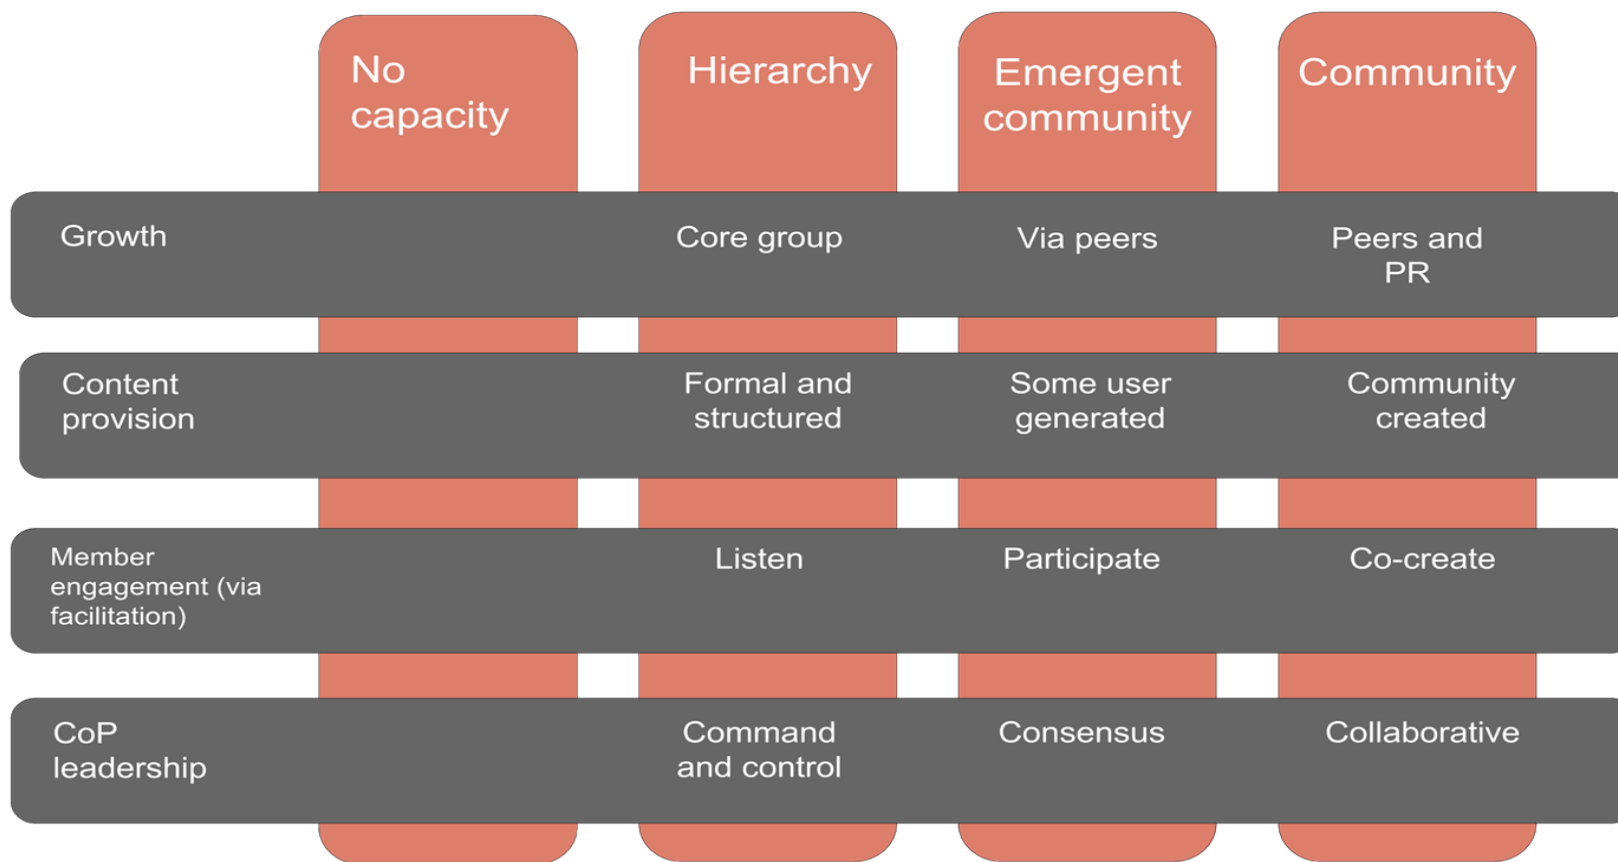 No
capacity
Hierarchy
Emergent
community
Community
Growth
Core group
Via peers
Peers and
PR
Content
provision
Formal and
structured
Some user
generated
Community
created
Member
engagement (via
facilitation)
Listen
Participate
Co-create
CoP
leadership
Command
and control
Consensus
Collaborative